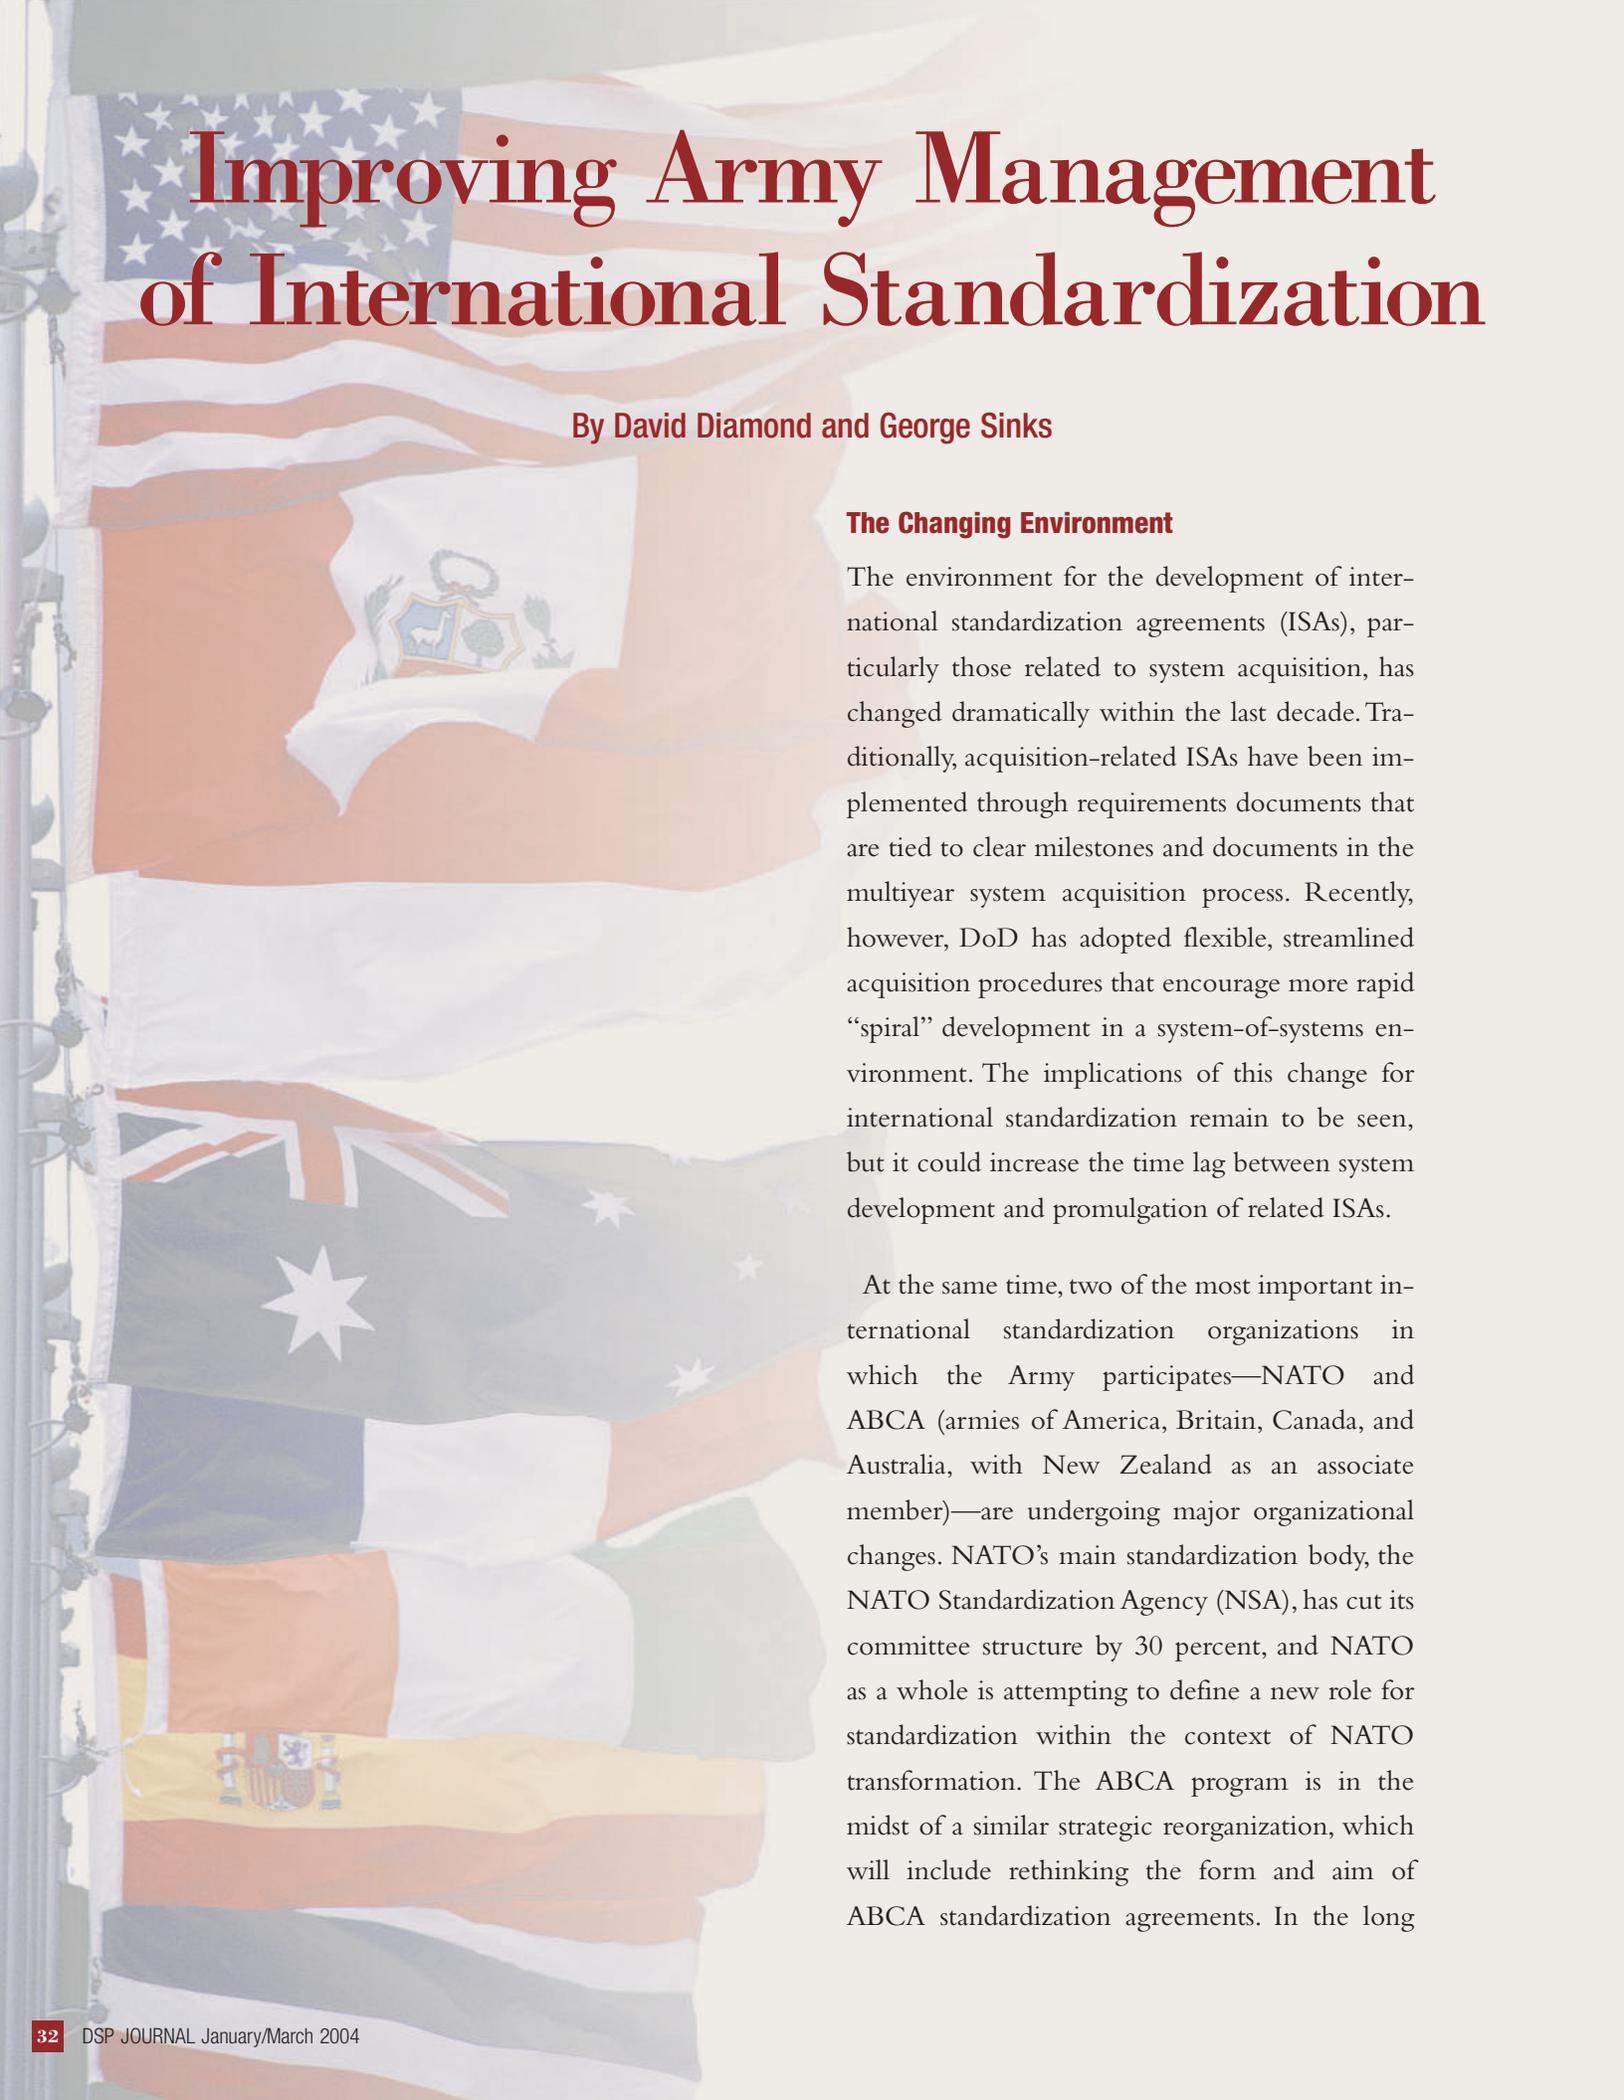 Improving Army Management
of International Standardization
By David Diamond and George Sinks
The Changing Environment
The environment for the development of inter-
national standardization agreements (ISAs), par-
ticularly those related to system acquisition, has
changed dramatically within the last decade. Tra-
ditionally, acquisition-related ISAs have been im-
plemented through requirements documents that
are tied to clear milestones and documents in the
multiyear system acquisition process. Recently,
however, DoD has adopted flexible, streamlined
acquisition procedures that encourage more rapid
“spiral” development in a system-of-systems en-
vironment. The implications of this change for
international standardization remain to be seen,
but it could increase the time lag between system
development and promulgation of related ISAs.
At the same time, two of the most important in-
ternational standardization organizations in
which the Army participates—NATO and
ABCA (armies of America, Britain, Canada, and
Australia, with New Zealand as an associate
member)—are undergoing major organizational
changes. NATO’s main standardization body, the
NATO Standardization Agency (NSA), has cut its
committee structure by 30 percent, and NATO
as a whole is attempting to define a new role for
standardization within the context of NATO
transformation. The ABCA program is in the
midst of a similar strategic reorganization, which
will include rethinking the form and aim of
ABCA standardization agreements. In the long
32 DSP JOURNAL January/March 2004